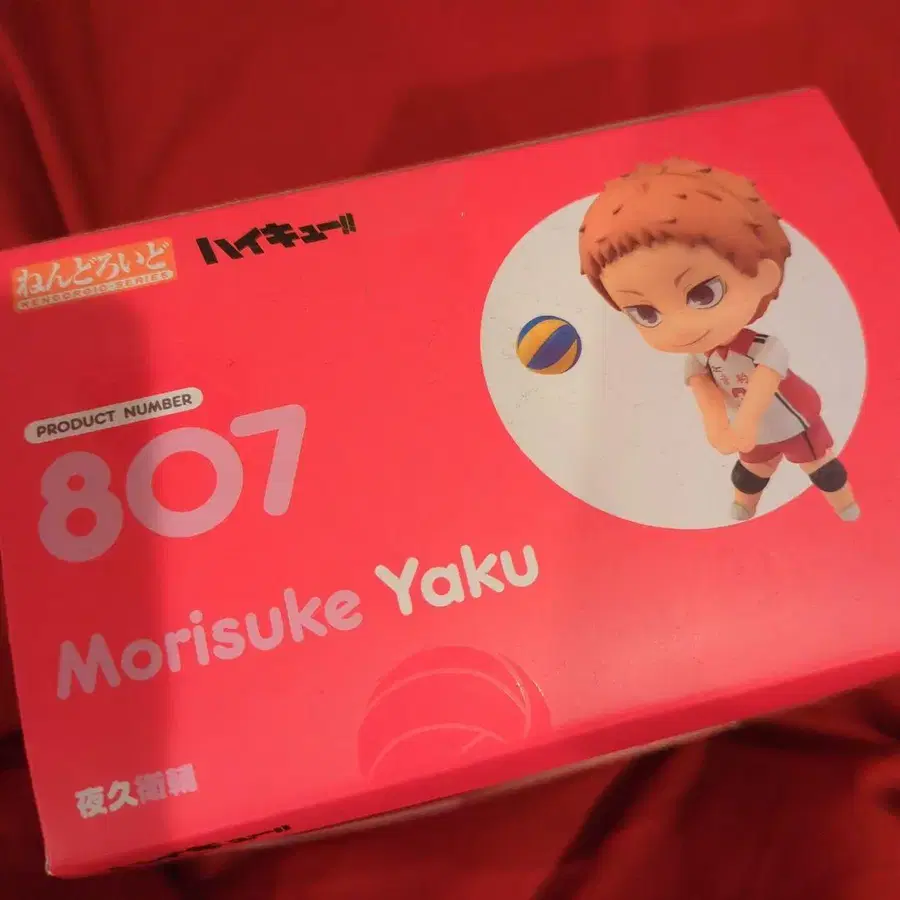 ねんどろいど
NENDOROID SERIES
ハイキュー!!
PRODUCT NUMBER
807
Morisuke Yaku
夜久衛輔